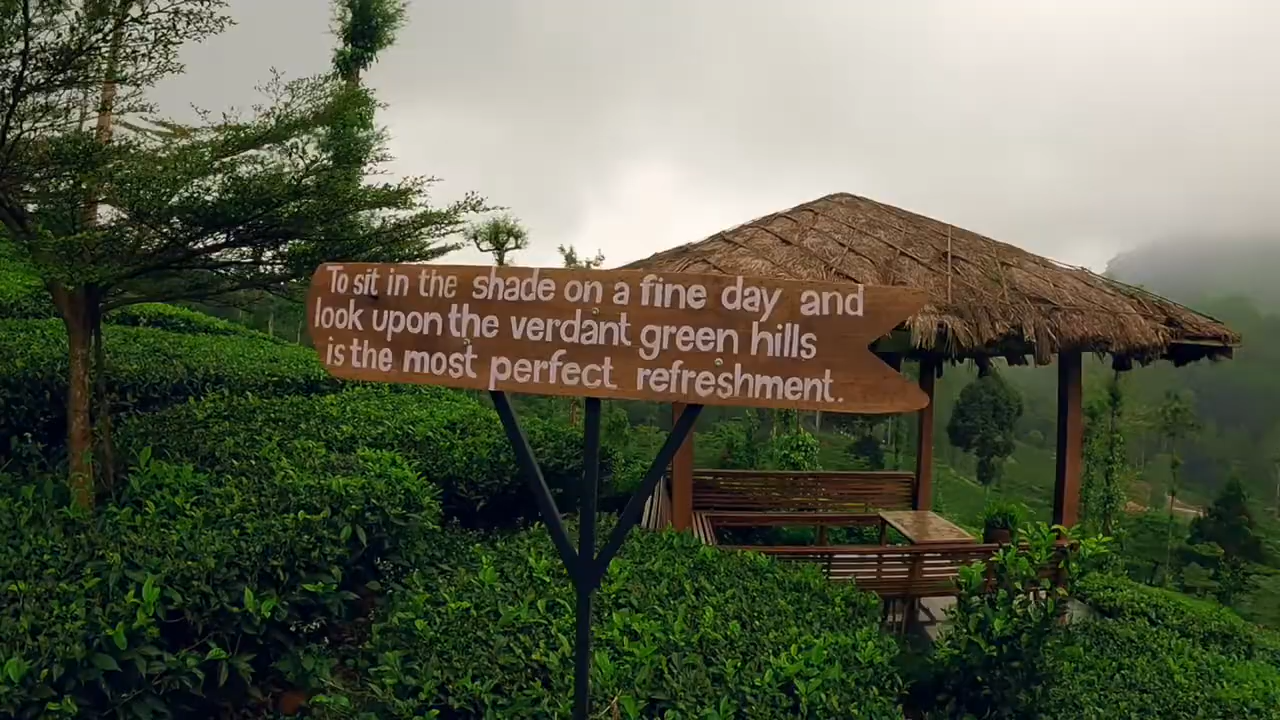 To sit in the shade on a fine day and
look upon the verdant green hills
is the most perfect refreshment.